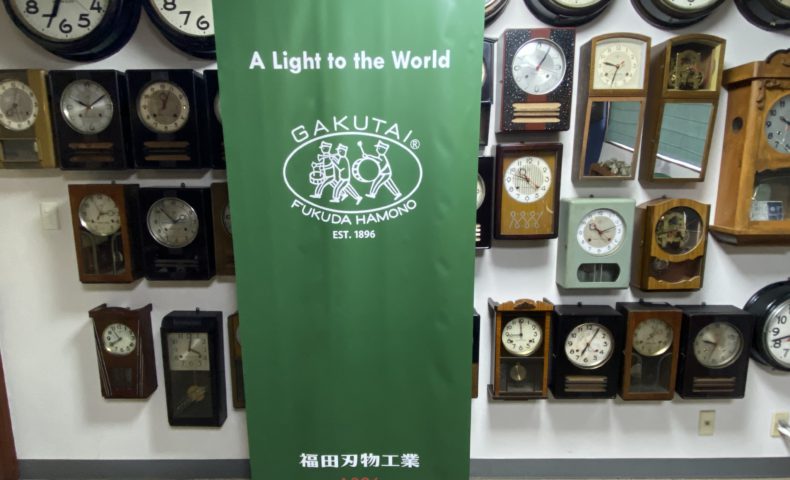 A Light to the World
GAKUTAI®
FUKUDA HAMONO
EST. 1896
福田刃物工業